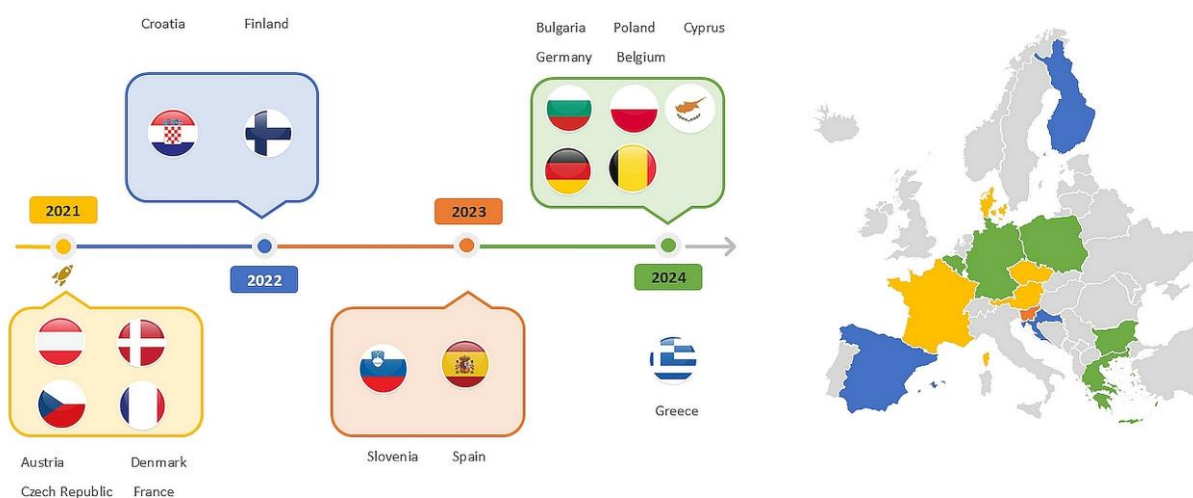 Croatia Finland
Bulgaria Poland Cyprus
Germany Belgium
2021
2023
2022
2024
Greece
Slovenia Spain
Austria Denmark
Czech Republic France